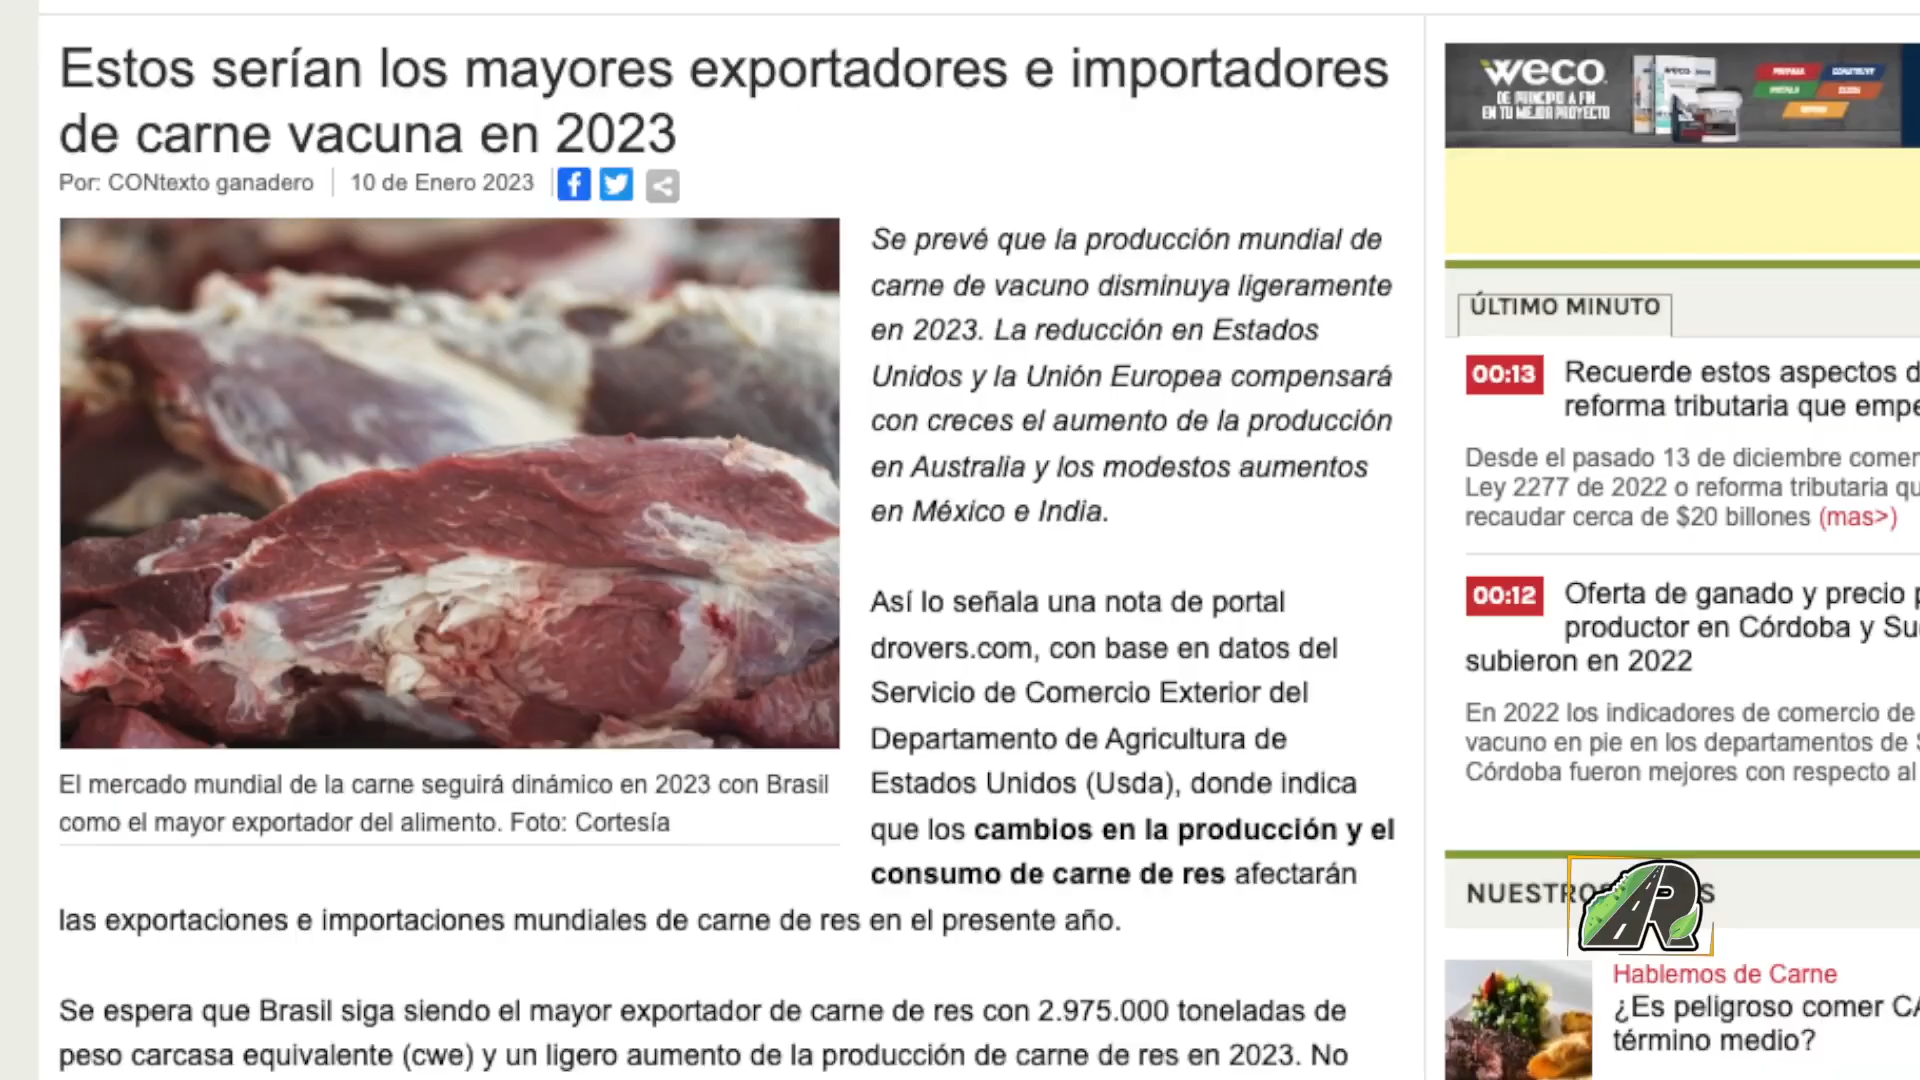 Estos serían los mayores exportadores e importadores
de carne vacuna en 2023
Por: CONtexto ganadero
10 de Enero 2023
Se prevé que la producción mundial de
carne de vacuno disminuya ligeramente
en 2023. La reducción en Estados
Unidos y la Unión Europea compensará
con creces el aumento de la producción
en Australia y los modestos aumentos
en México e India.
Así lo señala una nota de portal
drovers.com, con base en datos del
Servicio de Comercio Exterior del
Departamento de Agricultura de
Estados Unidos (Usda), donde indica
que los cambios en la producción y el
consumo de carne de res afectarán
las exportaciones e importaciones mundiales de carne de res en el presente año.
El mercado mundial de la carne seguirá dinámico en 2023 con Brasil
como el mayor exportador del alimento. Foto: Cortesía
Se espera que Brasil siga siendo el mayor exportador de carne de res con 2.975.000 toneladas de
peso carcasa equivalente (cwe) y un ligero aumento de la producción de carne de res en 2023. No
weco
DE PRINCIPIO A FIN
EN TU MEJOR PROYECTO
ÚLTIMO MINUTO
00:13
Recuerde estos aspectos d
reforma tributaria que empe
Desde el pasado 13 de diciembre comen
Ley 2277 de 2022 o reforma tributaria qu
recaudar cerca de $20 billones (mas>)
00:12
Oferta de ganado y precio p
productor en Córdoba y Su
subieron en 2022
En 2022 los indicadores de comercio de
vacuno en pie en los departamentos de S
Córdoba fueron mejores con respecto al
R
Hablemos de Carne
¿Es peligroso comer CA
término medio?